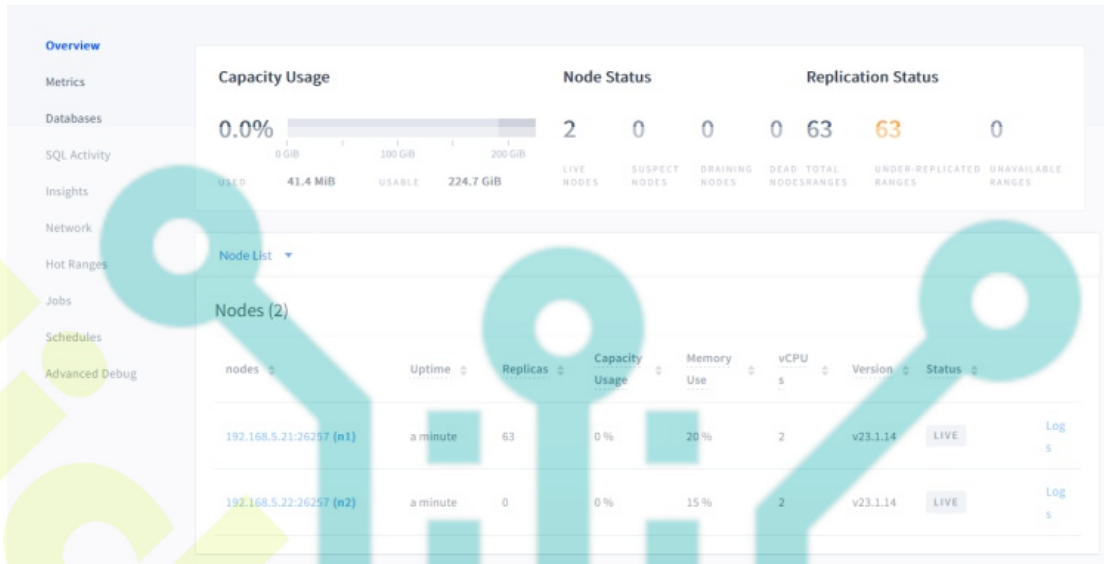 Overview
Metrics
Databases
SQL Activity
Insights
Network
Hot Ranges
Jobs
Schedules
Advanced Debug
Capacity Usage
0.0%
0 GiB 100 GiB 200 GiB
USED 41.4 MiB USABLE 224.7 GiB
Node Status
2 0 0 0
LIVE NODES SUSPECT NODES DRAINING NODES DEAD NODES
Replication Status
63 63 0
TOTAL RANGES UNDER-REPLICATED RANGES UNAVAILABLE RANGES
Node List
Nodes (2)
nodes Uptime Replicas Capacity Usage Memory Use vCPUs Version Status
192.168.5.21:26257 (n1) a minute 63 0 % 20 % 2 v23.1.14 LIVE Logs
192.168.5.22:26257 (n2) a minute 0 0 % 15 % 2 v23.1.14 LIVE Logs